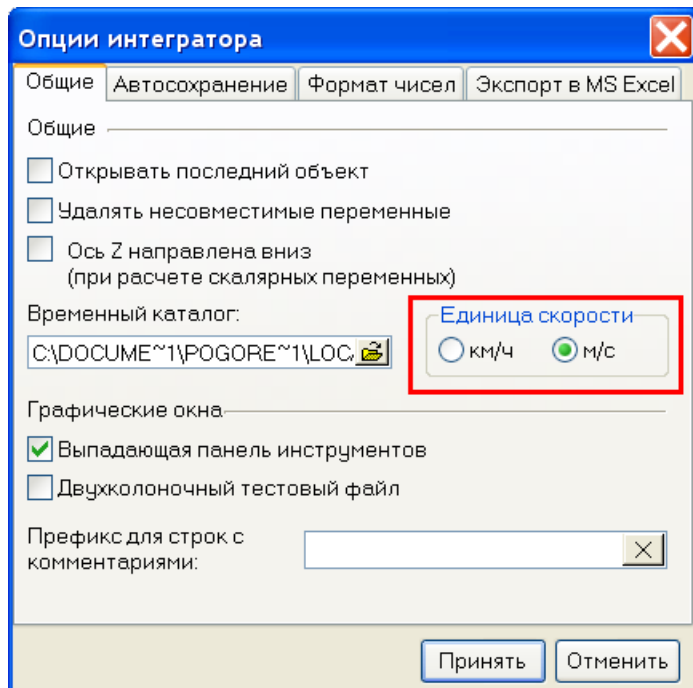 Опции интегратора
Общие Автосохранение Формат чисел Экспорт в MS Excel
Общие
Открывать последний объект
Удалять несовместимые переменные
Ось Z направлена вниз
(при расчете скалярных переменных)
Временный каталог:
C:\DOCUME~1\POGORE~1\LOC
Единица скорости
км/ч м/с
Графические окна
Выпадающая панель инструментов
Двухколоночный тестовый файл
Префикс для строк с
комментариями:
Принять Отменить